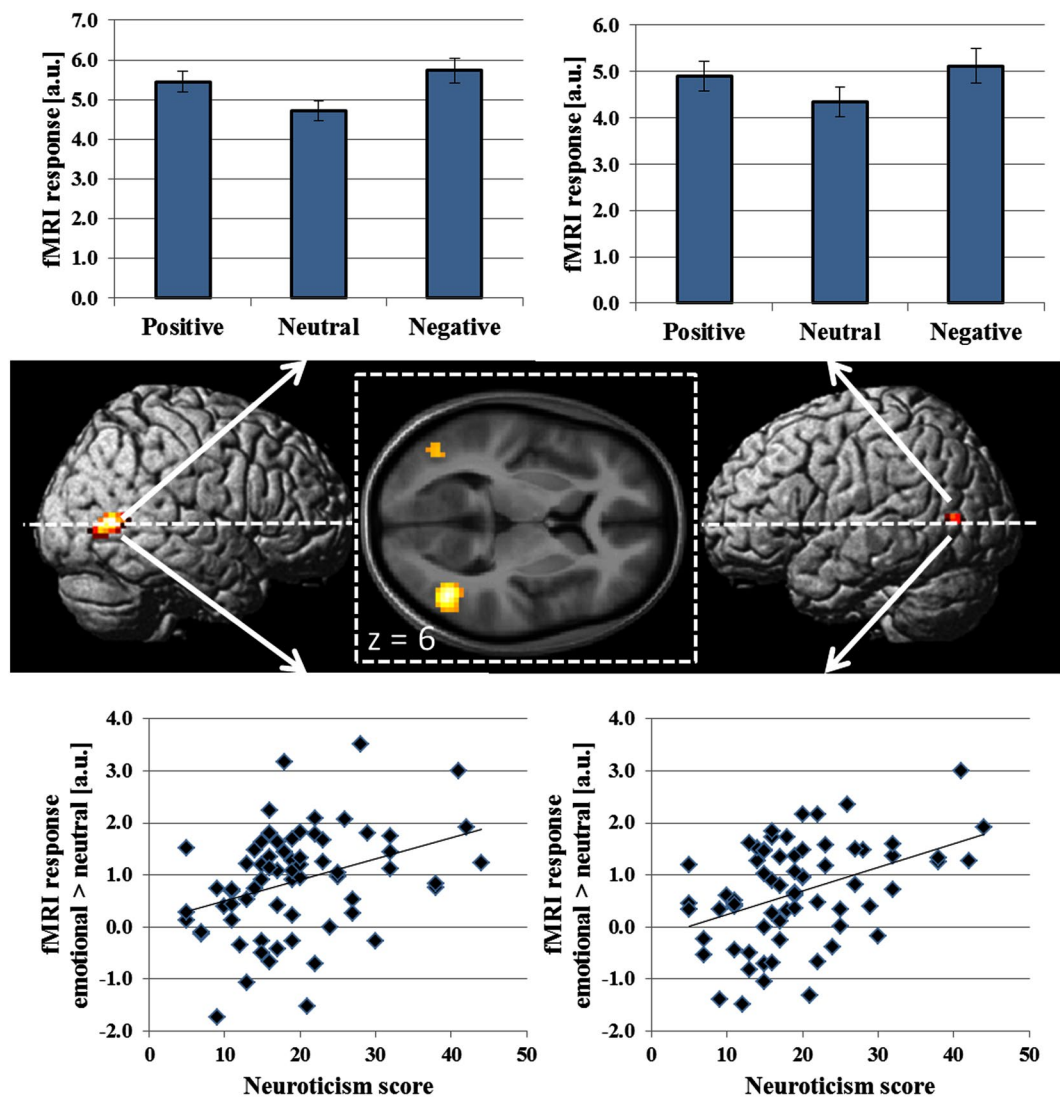 fMRI response [a.u.]
7.0
6.0
5.0
4.0
3.0
2.0
1.0
0.0
Positive Neutral Negative
fMRI response [a.u.]
6.0
5.0
4.0
3.0
2.0
1.0
0.0
Positive Neutral Negative
z = 6
fMRI response
emotional > neutral [a.u.]
4.0
3.0
2.0
1.0
0.0
-1.0
-2.0
0 10 20 30 40 50
Neuroticism score
fMRI response
emotional > neutral [a.u.]
4.0
3.0
2.0
1.0
0.0
-1.0
-2.0
0 10 20 30 40 50
Neuroticism score